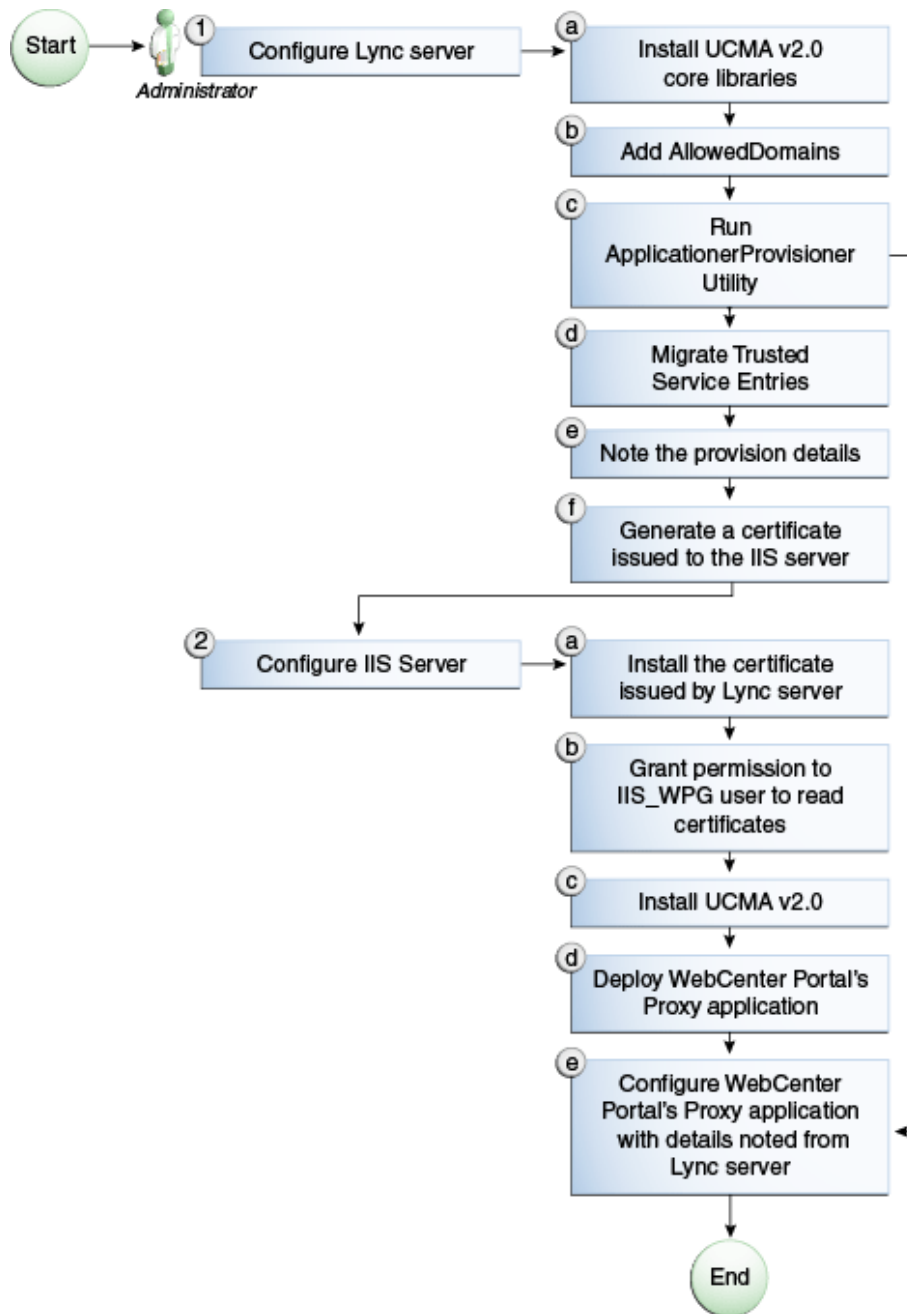 Start
Administrator
1
Configure Lync server
a
Install UCMA v2.0
core libraries
b
Add AllowedDomains
c
Run
ApplicationerProvisioner
Utility
d
Migrate Trusted
Service Entries
e
Note the provision details
f
Generate a certificate
issued to the IIS server
2
Configure IIS Server
a
Install the certificate
issued by Lync server
b
Grant permission to
IIS_WPG user to read
certificates
c
Install UCMA v2.0
d
Deploy WebCenter Portal's
Proxy application
e
Configure WebCenter
Portal's Proxy application
with details noted from
Lync server
End